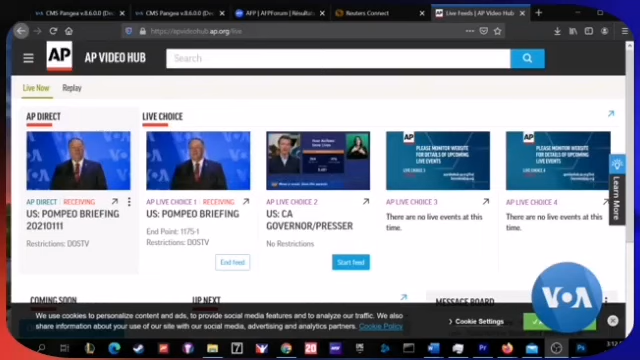 CMS Pangea v.8.6.0.0 (Dev:
CMS Pangea v.8.6.0.0 (Dev:
AFP | AFPForum | Résultats
Reuters Connect
Live Feeds | AP Video Hub
https://apvideohub.ap.org/live
AP
AP VIDEO HUB
Search
Live Now
Replay
AP DIRECT
LIVE CHOICE
AP DIRECT | RECEIVING
US: POMPEO BRIEFING
20210111
Restrictions: DOSTV
AP LIVE CHOICE 1 - RECEIVING
US: POMPEO BRIEFING
End Point: 1175-1
Restrictions: DOSTV
End feed
AP LIVE CHOICE 2
US: CA
GOVERNOR/PRESSER
No Restrictions
Start feed
AP
PLEASE MONITOR WEBSITE
FOR DETAILS OF UPCOMING
LIVE EVENTS
AP LIVE CHOICE 3
There are no live events at this
time.
AP
PLEASE MONITOR WEBSITE
FOR DETAILS OF UPCOMING
LIVE EVENTS
AP LIVE CHOICE 4
There are no live events at this
time.
Learn More
COMING SOON
UP NEXT
MESSAGE BOARD
We use cookies to personalize content and ads, to provide social media features and to analyze our traffic. We also
share information about your use of our site with our social media, advertising and analytics partners. Cookie Policy
> Cookie Settings
VOA